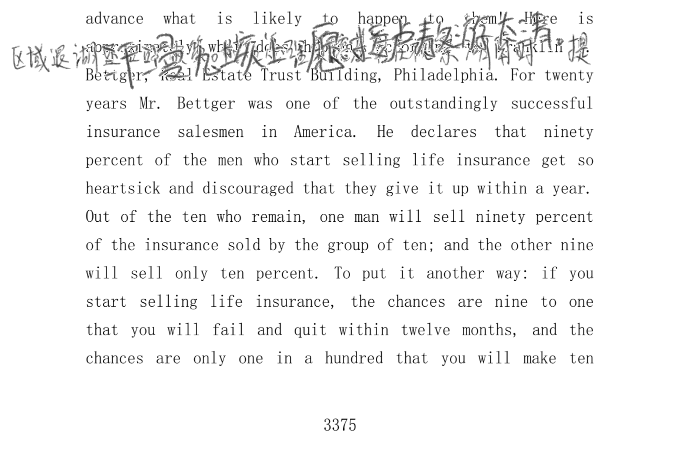 advance what is likely to happen to them! Here is
区域退湖
Bettger, Real Estate Trust Building, Philadelphia. For twenty
years Mr. Bettger was one of the outstandingly successful
insurance salesmen in America. He declares that ninety
percent of the men who start selling life insurance get so
heartsick and discouraged that they give it up within a year.
Out of the ten who remain, one man will sell ninety percent
of the insurance sold by the group of ten; and the other nine
will sell only ten percent. To put it another way: if you
start selling life insurance, the chances are nine to one
that you will fail and quit within twelve months, and the
chances are only one in a hundred that you will make ten
3375